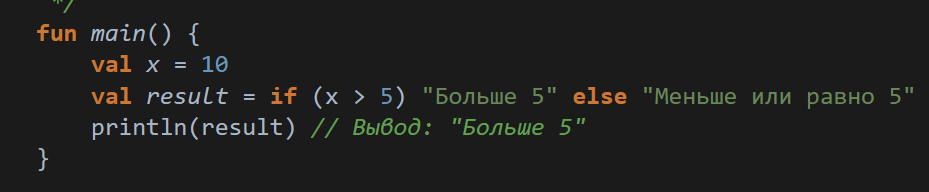 */
fun main() {
val x = 10
val result = if (x > 5) "Больше 5" else "Меньше или равно 5"
println(result) // Вывод: "Больше 5"
}